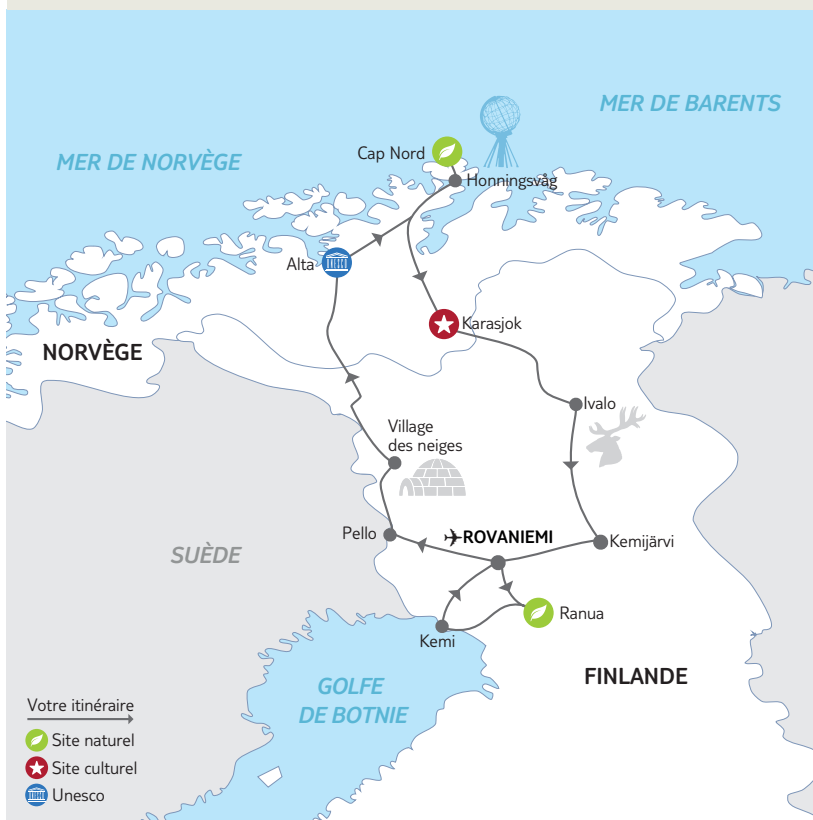 MER DE BARENTS
MER DE NORVÈGE
Cap Nord
Honningsvåg
Alta
Karasjok
NORVÈGE
Ivalo
Village
des neiges
Pello
ROVANIEMI
Kemijärvi
SUÈDE
Ranua
Kemi
FINLANDE
GOLFE
DE BOTNIE
Votre itinéraire
Site naturel
Site culturel
Unesco